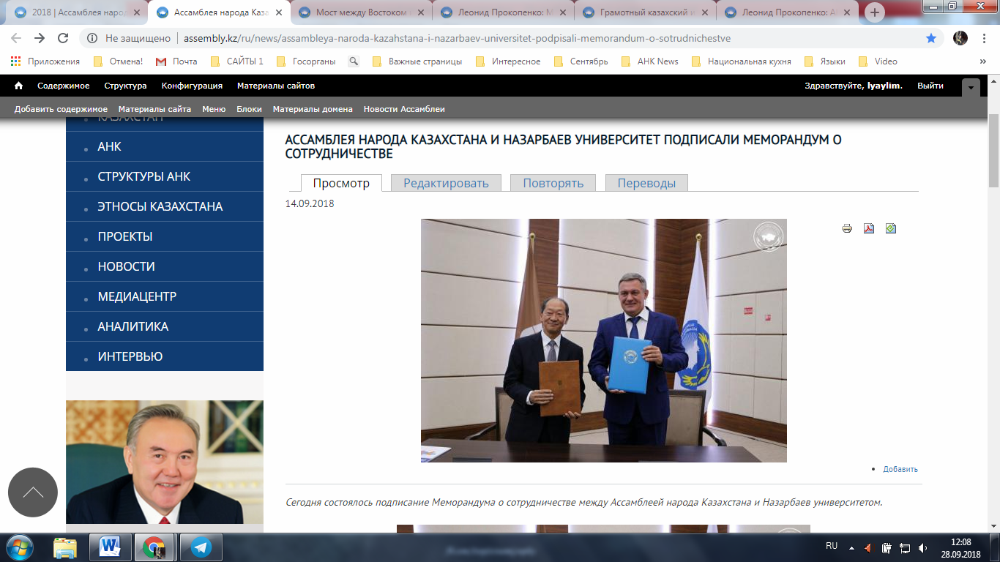 2018 | Ассамблея народ
Ассамблея народа Каза
Мост между Востоком
Леонид Прокопенко: М
Грамотный казахский и
Леонид Прокопенко: А
Не защищено | assembly.kz/ru/news/assambleya-naroda-kazahstana-i-nazarbaev-universitet-podpisali-memorandum-o-sotrudnichestve
Приложения Отмена! Почта САЙТЫ 1 Госорганы Важные страницы Интересное Сентябрь АНК News Национальная кухня Языки Video »
Содержимое Структура Конфигурация Материалы сайтов Здравствуйте, lyaylim. Выйти
Добавить содержимое Материалы сайта Меню Блоки Материалы домена Новости Ассамблеи
КАЗАХСТАН
АНК
СТРУКТУРЫ АНК
ЭТНОСЫ КАЗАХСТАНА
ПРОЕКТЫ
НОВОСТИ
МЕДИАЦЕНТР
АНАЛИТИКА
ИНТЕРВЬЮ
АССАМБЛЕЯ НАРОДА КАЗАХСТАНА И НАЗАРБАЕВ УНИВЕРСИТЕТ ПОДПИСАЛИ МЕМОРАНДУМ О
СОТРУДНИЧЕСТВЕ
Просмотр Редактировать Повторять Переводы
14.09.2018
Добавить
Сегодня состоялось подписание Меморандума о сотрудничестве между Ассамблеей народа Казахстана и Назарбаев университетом.
RU
12:08
28.09.2018